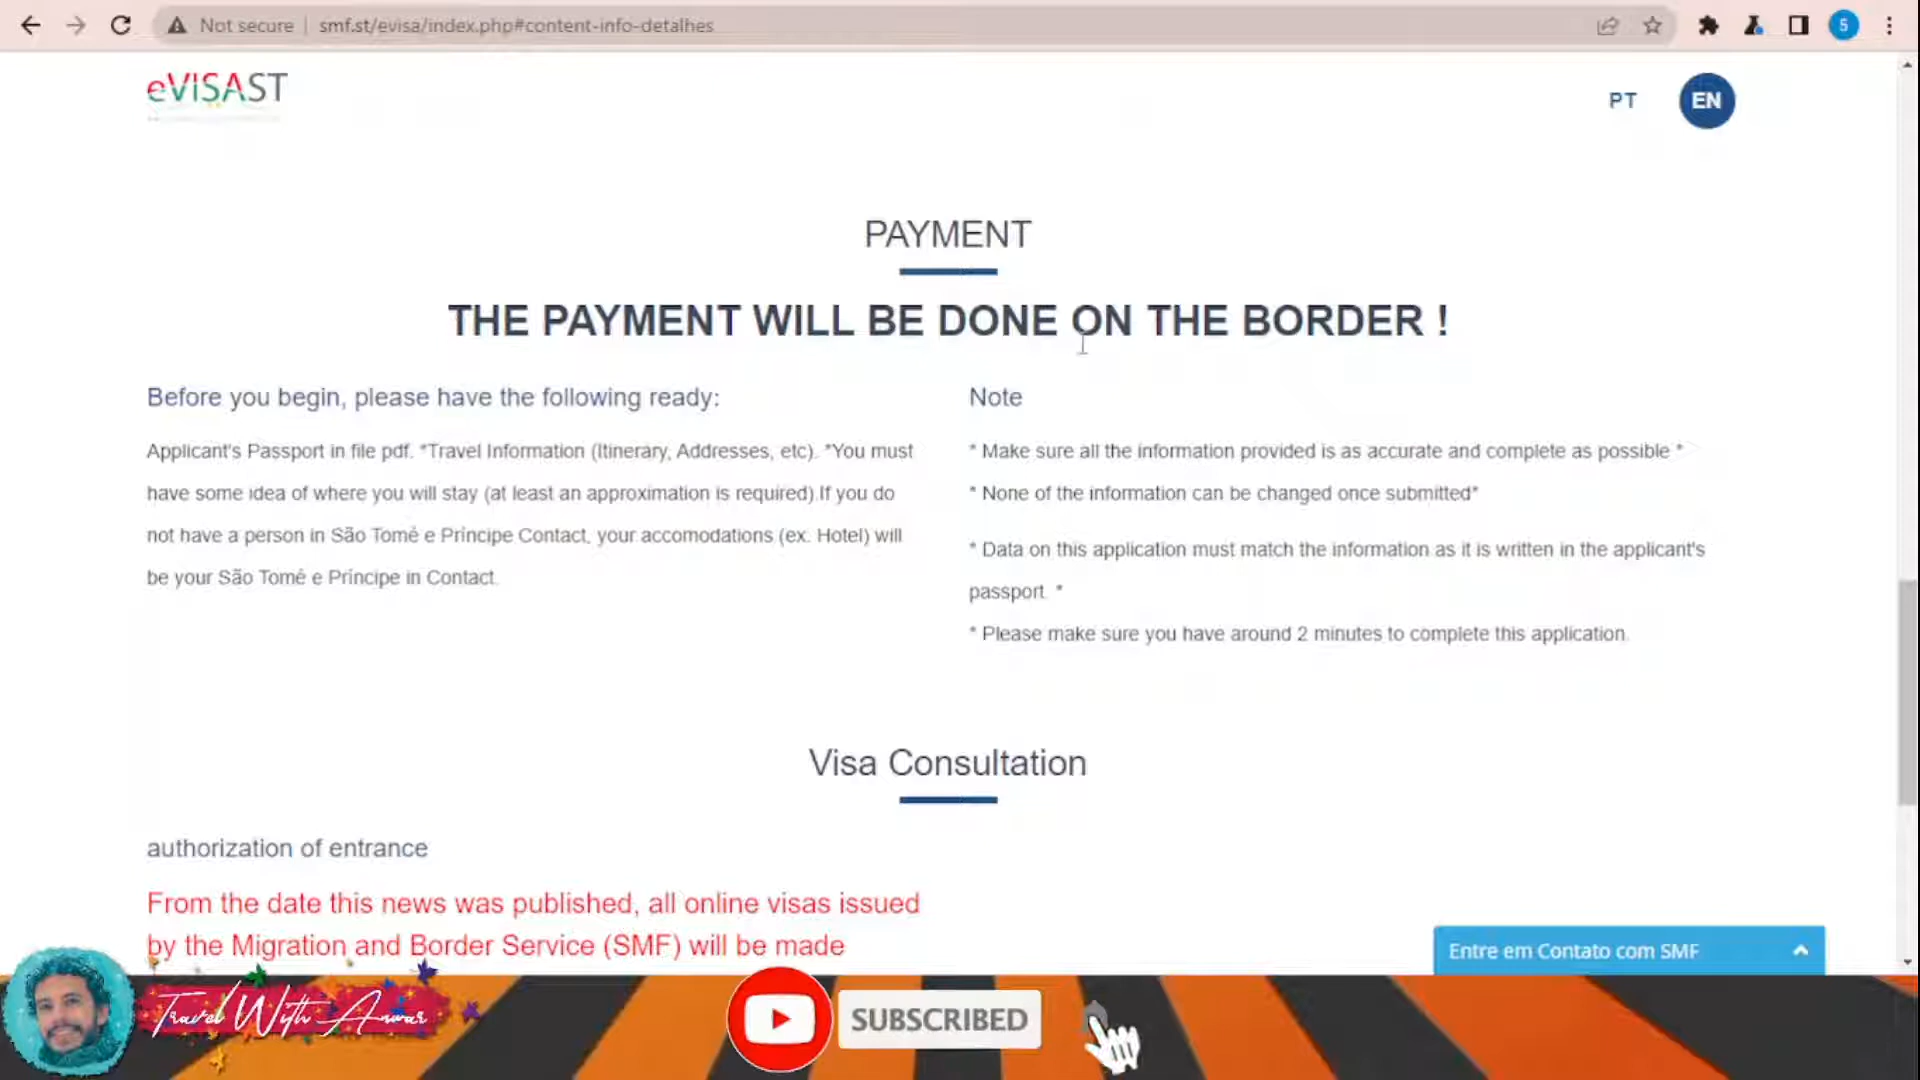 Not secure | smf.st/evisa/index.php#content-info-detalhes
5
eVISAST
PT
EN
PAYMENT
THE PAYMENT WILL BE DONE ON THE BORDER !
Before you begin, please have the following ready:
Applicant's Passport in file pdf. *Travel Information (Itinerary, Addresses, etc). *You must
have some idea of where you will stay (at least an approximation is required).If you do
not have a person in São Tomé e Príncipe Contact, your accomodations (ex. Hotel) will
be your São Tomé e Príncipe in Contact.
Note
* Make sure all the information provided is as accurate and complete as possible *
* None of the information can be changed once submitted*
* Data on this application must match the information as it is written in the applicant's
passport. *
* Please make sure you have around 2 minutes to complete this application.
Visa Consultation
authorization of entrance
From the date this news was published, all online visas issued
by the Migration and Border Service (SMF) will be made
Entre em Contato com SMF
Travel With Anwar
SUBSCRIBED